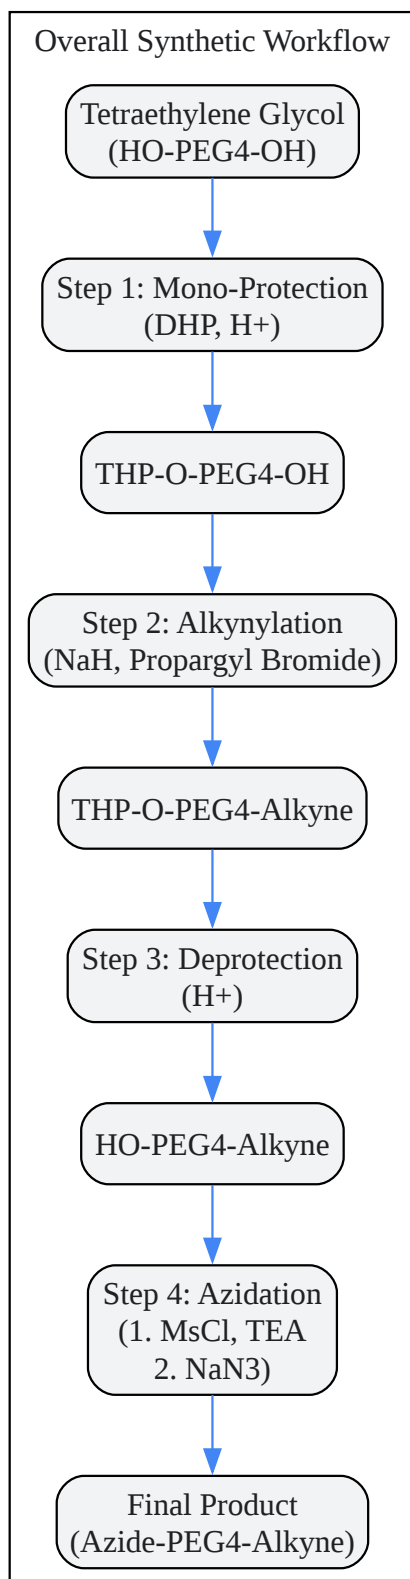 Overall Synthetic Workflow
Tetraethylene Glycol
(HO-PEG4-OH)
Step 1: Mono-Protection
(DHP, H+)
THP-O-PEG4-OH
Step 2: Alkynylation
(NaH, Propargyl Bromide)
THP-O-PEG4-Alkyne
Step 3: Deprotection
(H+)
HO-PEG4-Alkyne
Step 4: Azidation
(1. MsCl, TEA
2. NaN3)
Final Product
(Azide-PEG4-Alkyne)